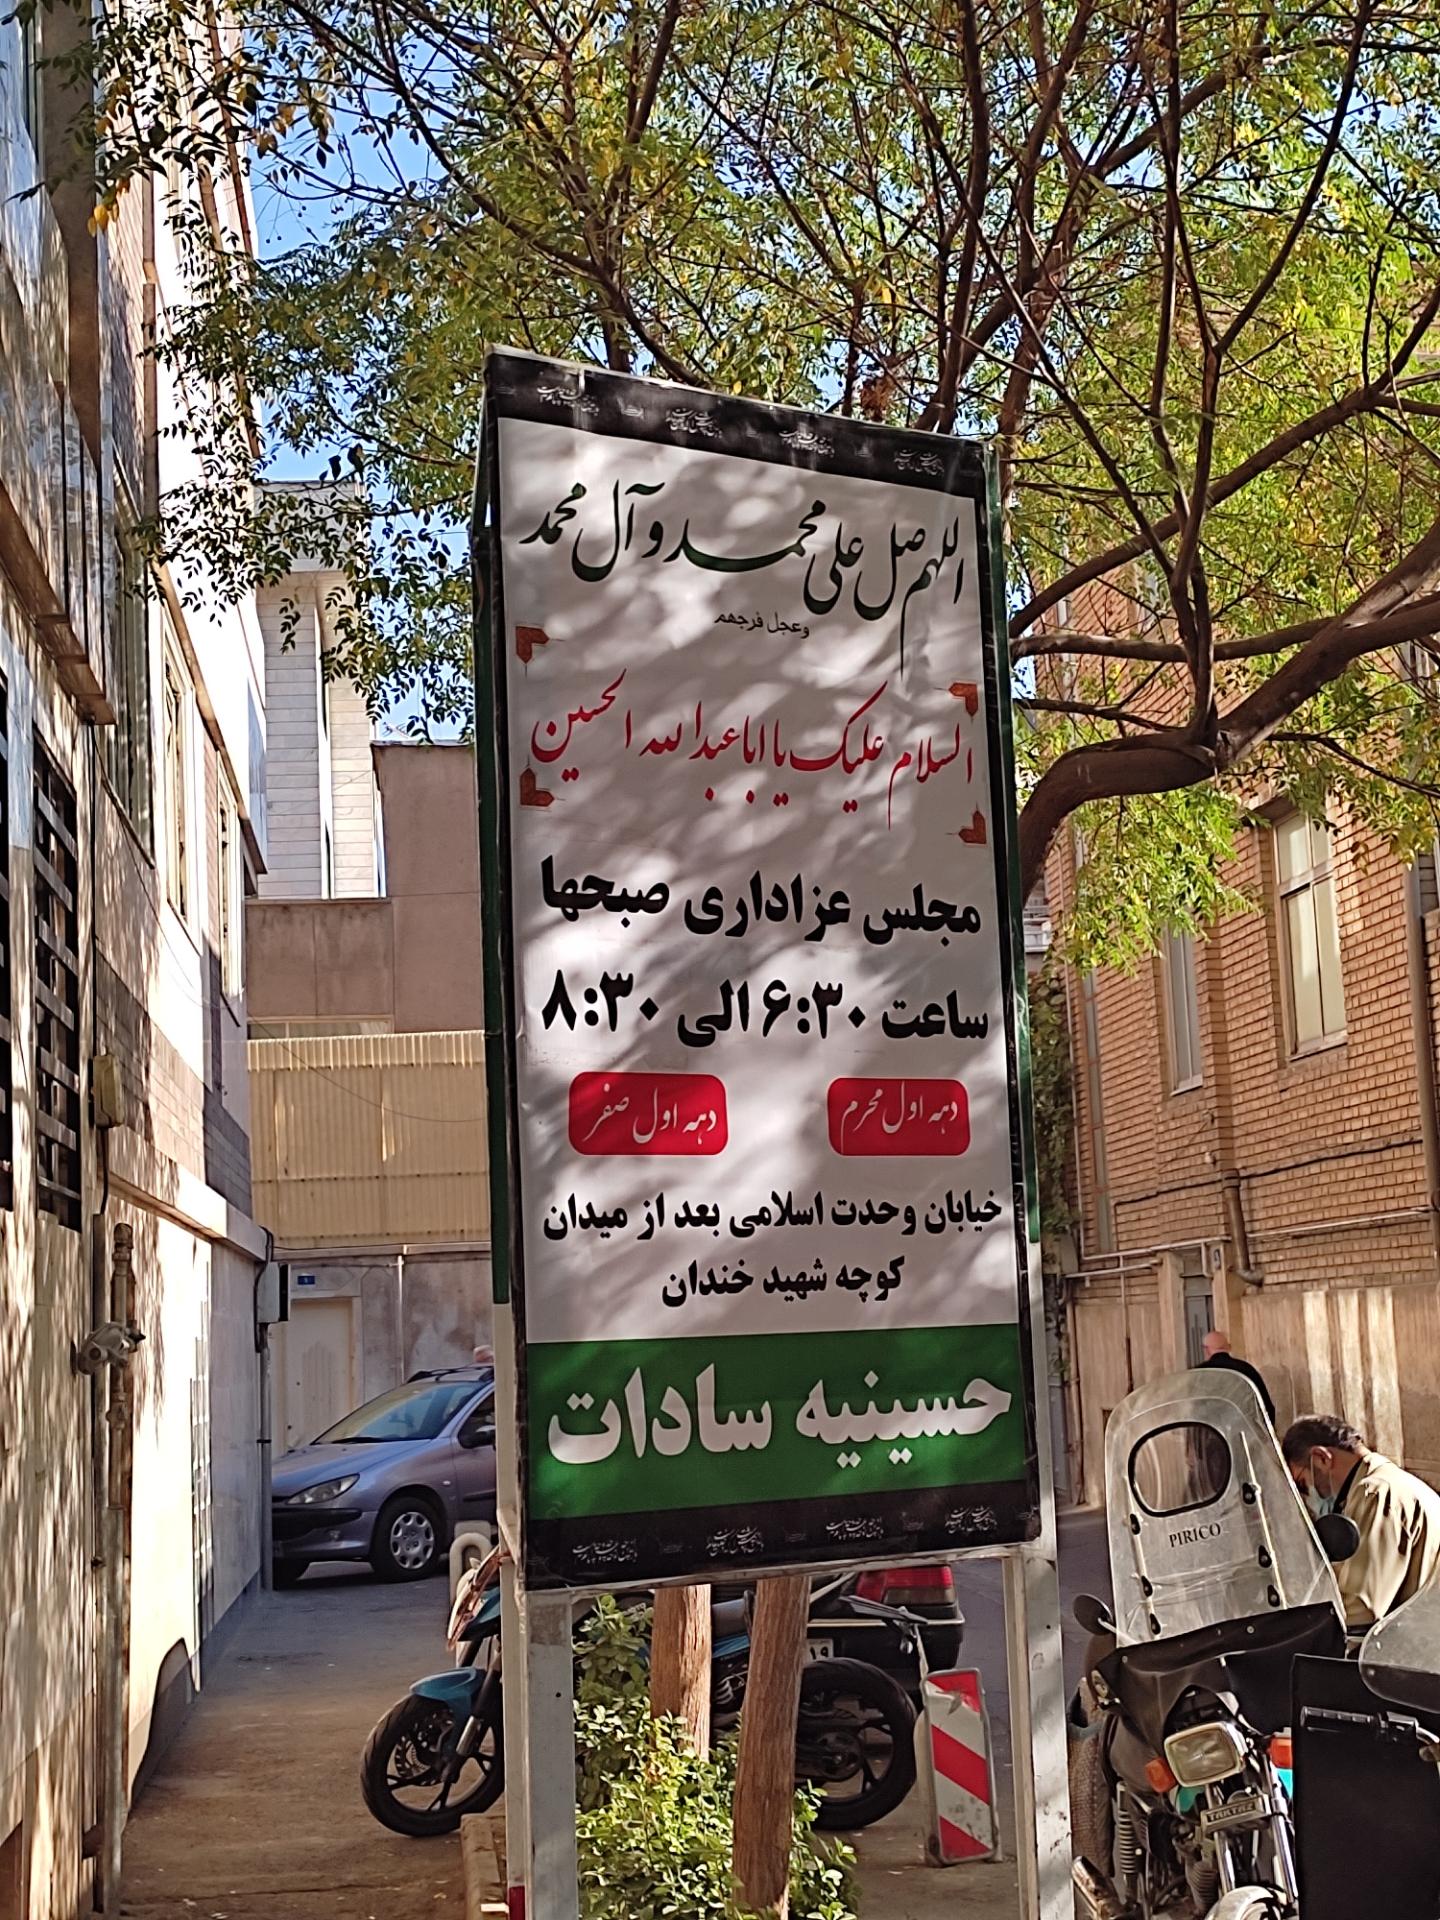 اللهم صل علی محمد و آل محمد
وعجل فرجهم
السلام علیک یا اباعبدالله الحسین
مجلس عزاداری صبحها
ساعت ۶:۳۰ الی ۸:۳۰
دهه اول محرم
دهه اول صفر
خیابان وحدت اسلامی بعد از میدان
کوچه شهید خندان
حسینیه سادات
PIRICO